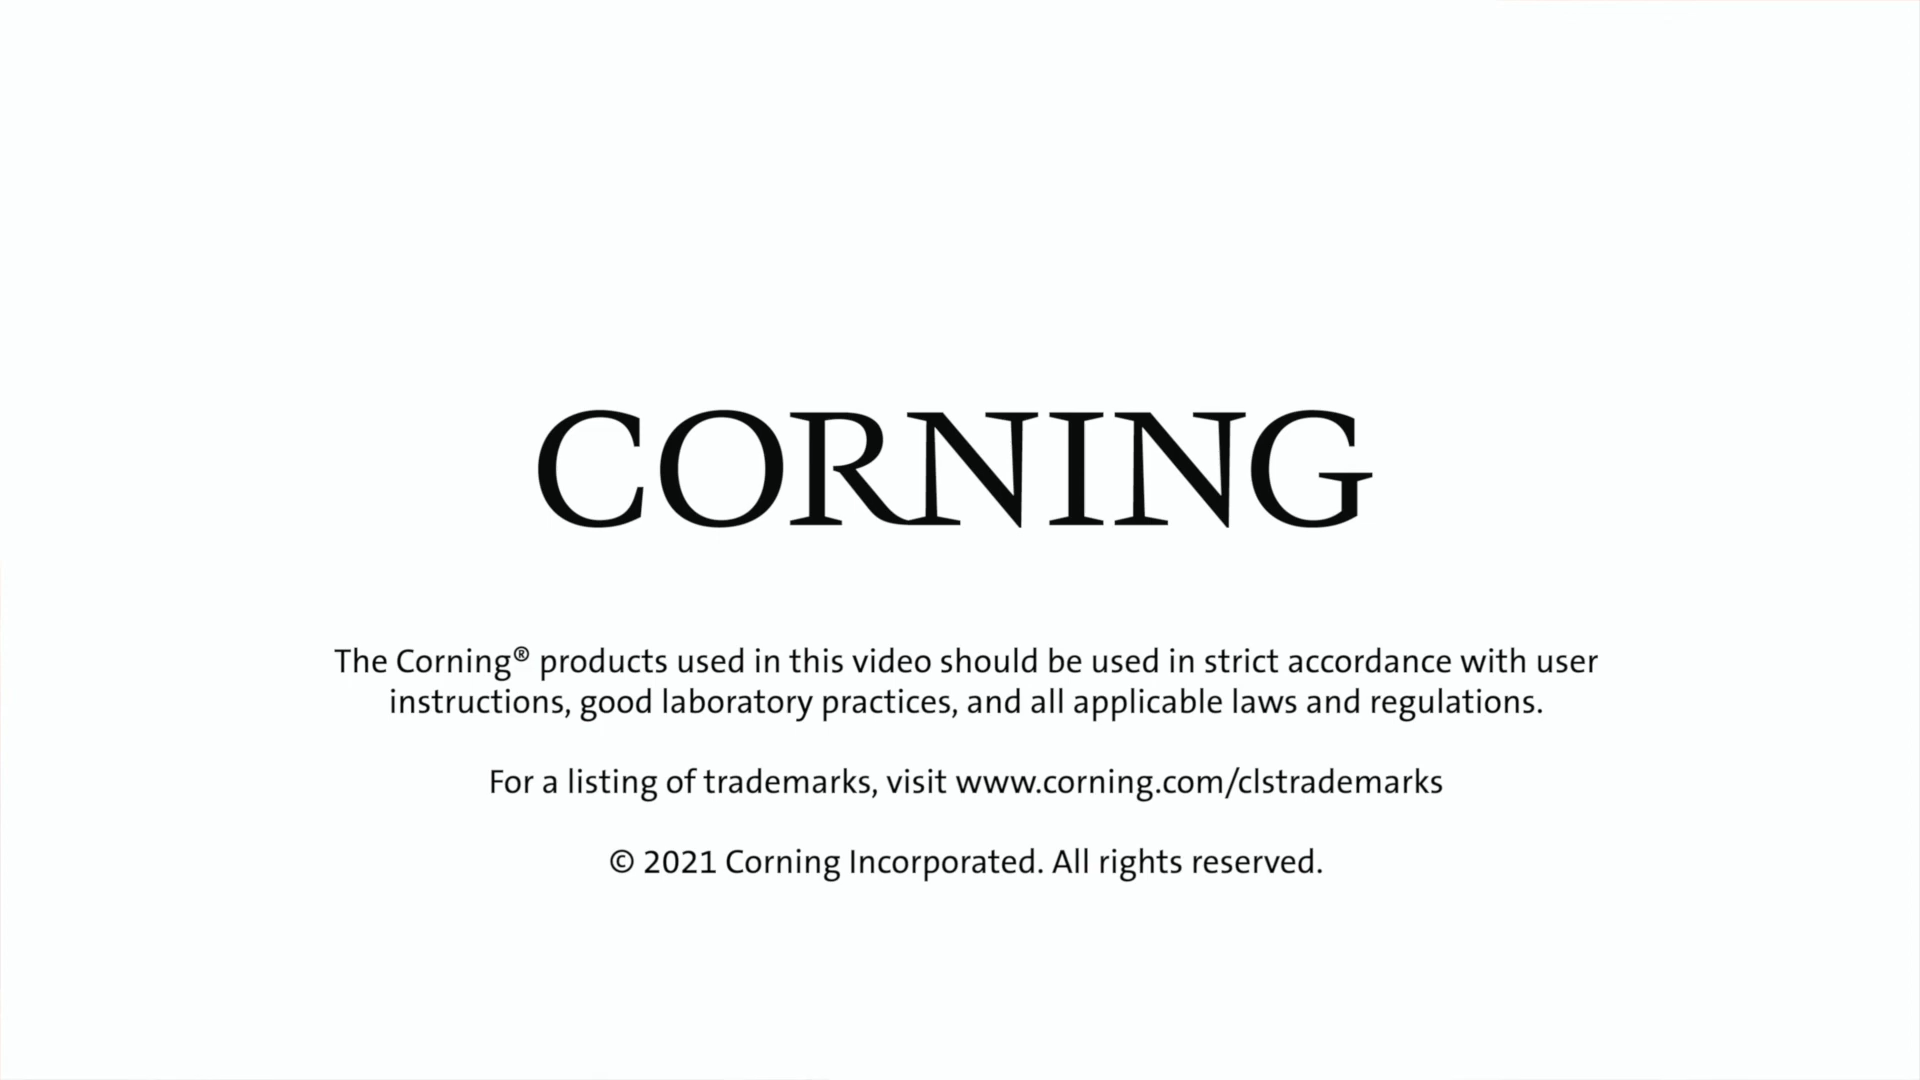 CORNING
The Corning® products used in this video should be used in strict accordance with user
instructions, good laboratory practices, and all applicable laws and regulations.
For a listing of trademarks, visit www.corning.com/clstrademarks
© 2021 Corning Incorporated. All rights reserved.